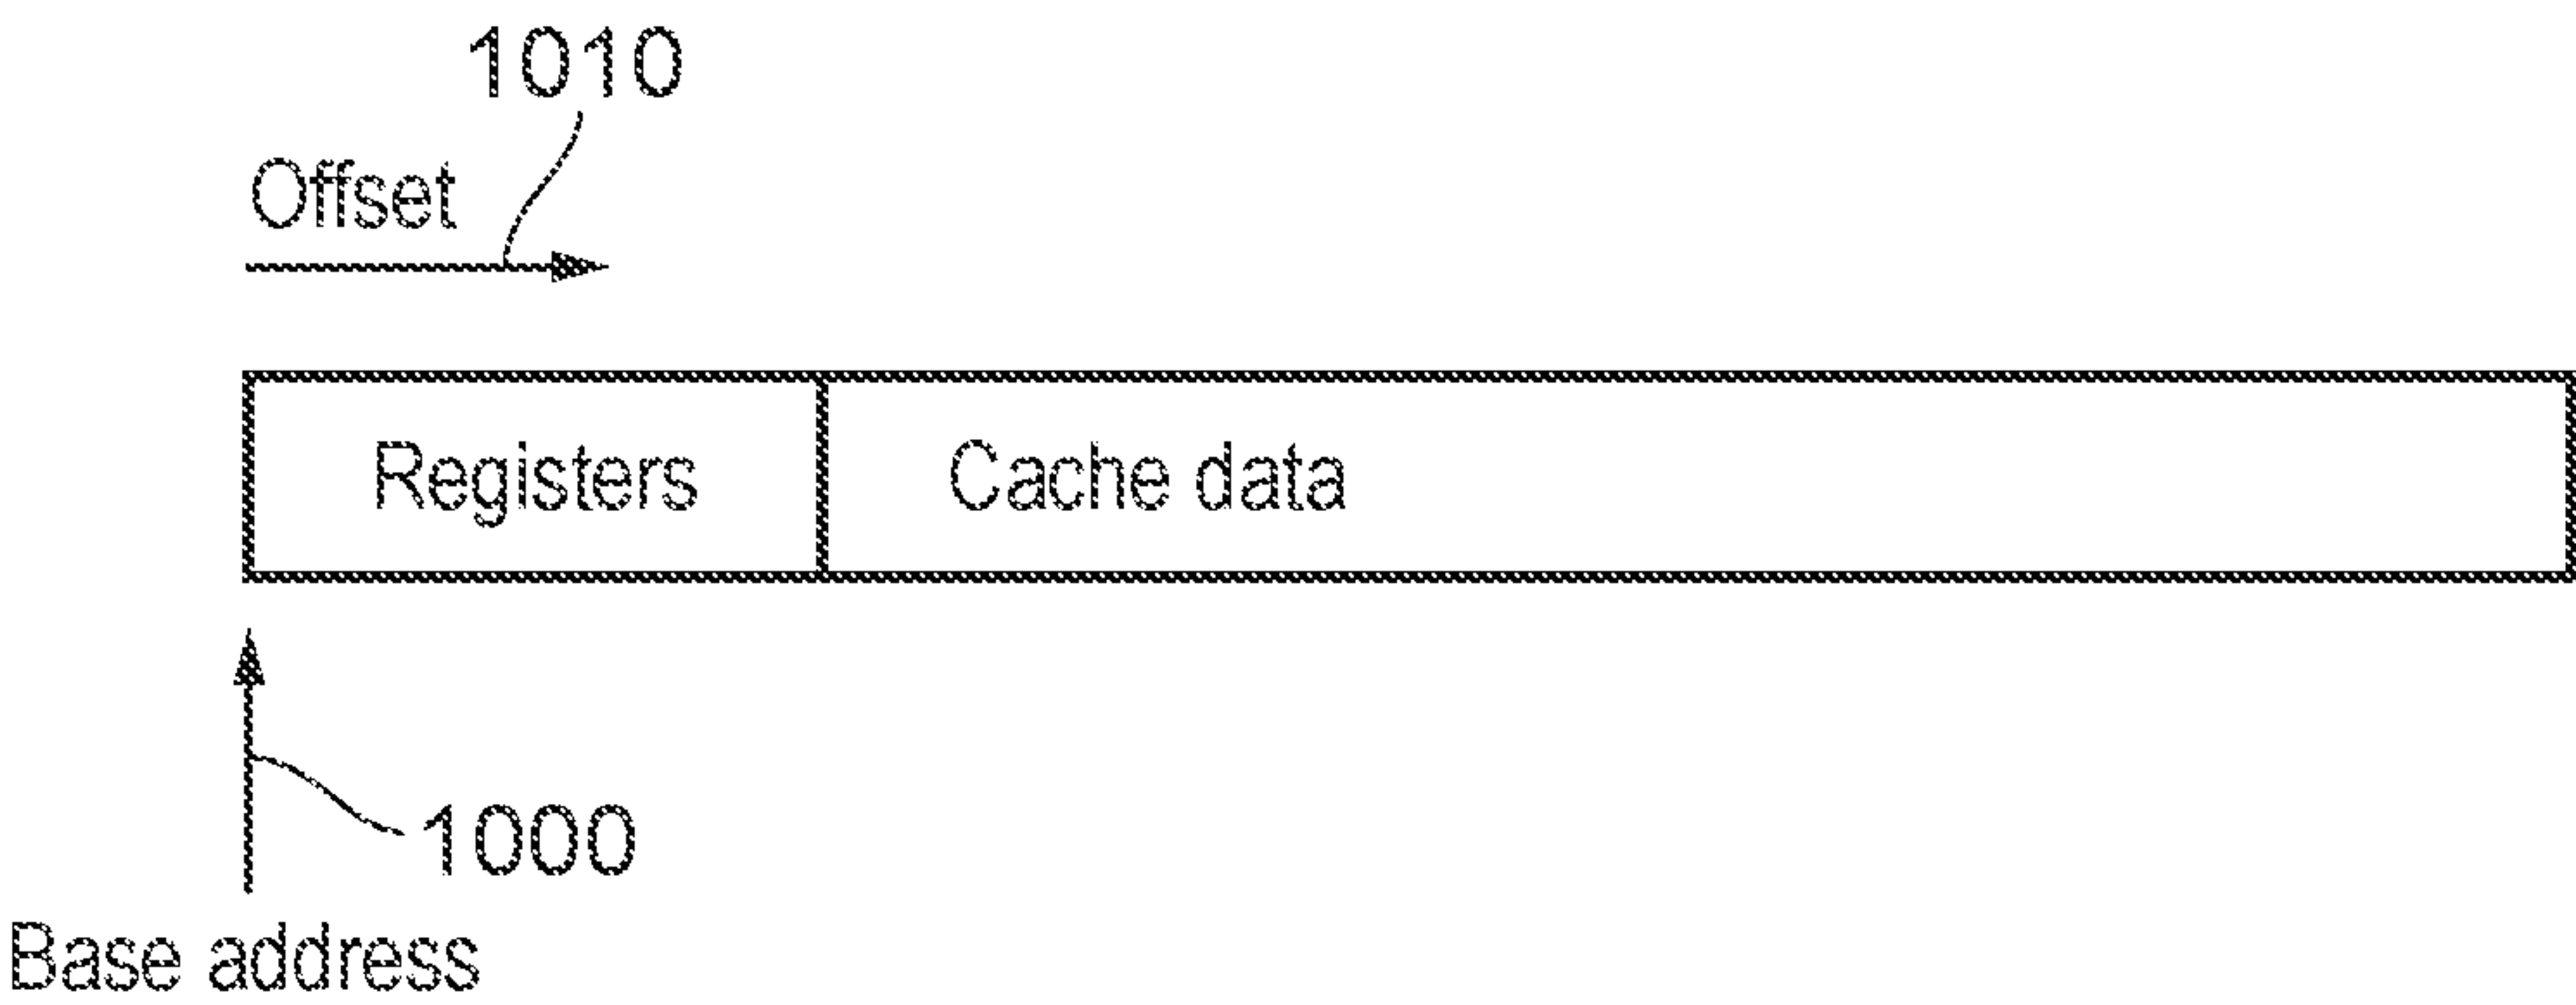 1010
Offset
Registers
Cache data
1000
Base address